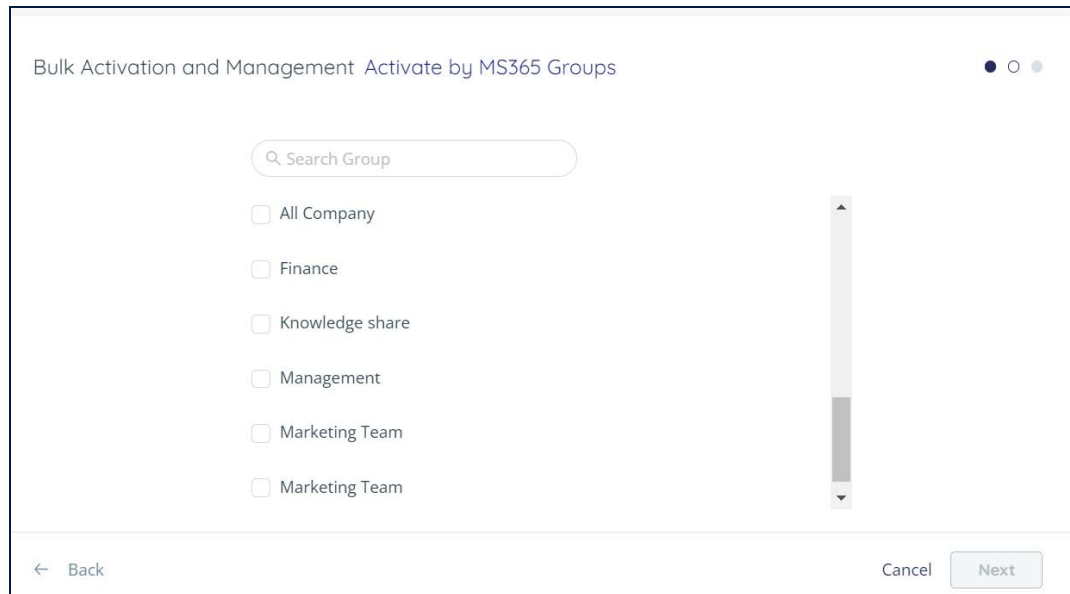 Bulk Activation and Management Activate by MS365 Groups
Search Group
All Company
Finance
Knowledge share
Management
Marketing Team
Marketing Team
Back
Cancel
Next